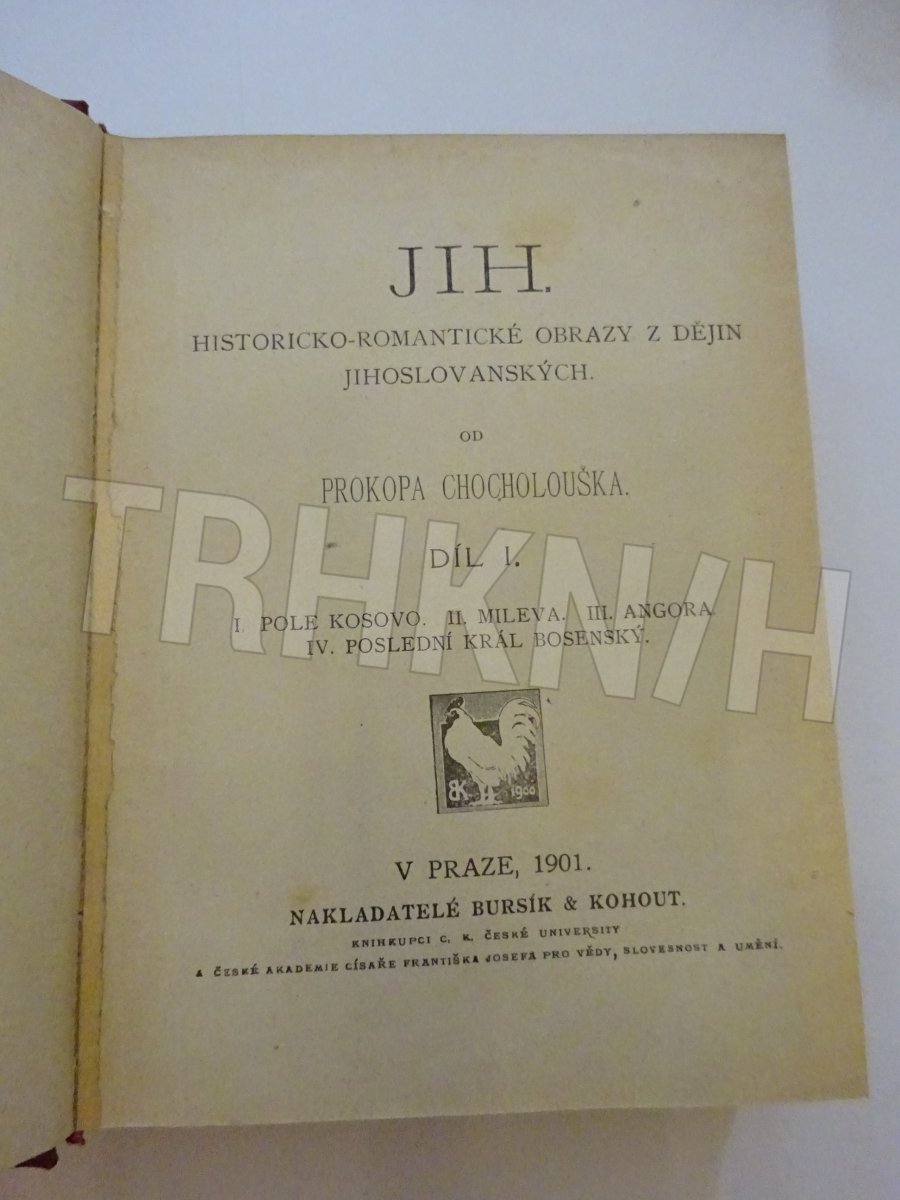 JIH.
HISTORICKO-ROMANTICKÉ OBRAZY Z DĚJIN
JIHOSLOVANSKÝCH.
OD
PROKOPA CHOCHOLOUŠKA.
DÍL I.
I. POLE KOSOVO. II. MILEVA. III. ANGORA.
IV. POSLEDNÍ KRÁL BOSENSKÝ.
TRHKNIH
BK 1900
V PRAZE, 1901.
NAKLADATELÉ BURSÍK & KOHOUT.
KNIHKUPCI C. K. ČESKÉ UNIVERSITY
A ČESKÉ AKADEMIE CÍSAŘE FRANTIŠKA JOSEFA PRO VĚDY, SLOVESNOST A UMĚNÍ.